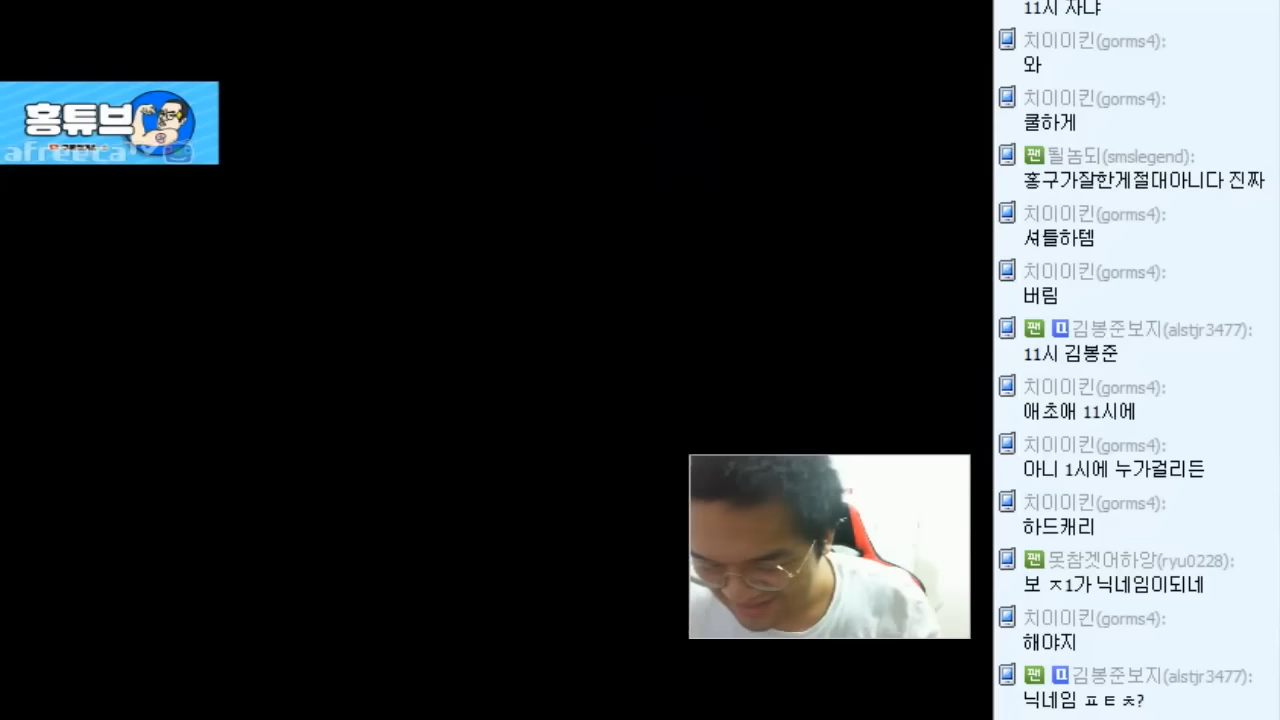 홍튜브
afreecaTV
11시 자냐
치이이킨(gorms4):
와
치이이킨(gorms4):
쿨하게
팬 될놈되(smslegend):
홍구가잘한게절대아니다 진짜
치이이킨(gorms4):
셔틀하템
치이이킨(gorms4):
버림
팬 김봉준보지(alstjr3477):
11시 김봉준
치이이킨(gorms4):
애초애 11시에
치이이킨(gorms4):
아니 1시에 누가걸리든
치이이킨(gorms4):
하드캐리
팬 못참겟어하앙(ryu0228):
보 ㅈ1가 닉네임이되네
치이이킨(gorms4):
해야지
팬 김봉준보지(alstjr3477):
닉네임 ㅍㅌㅊ?